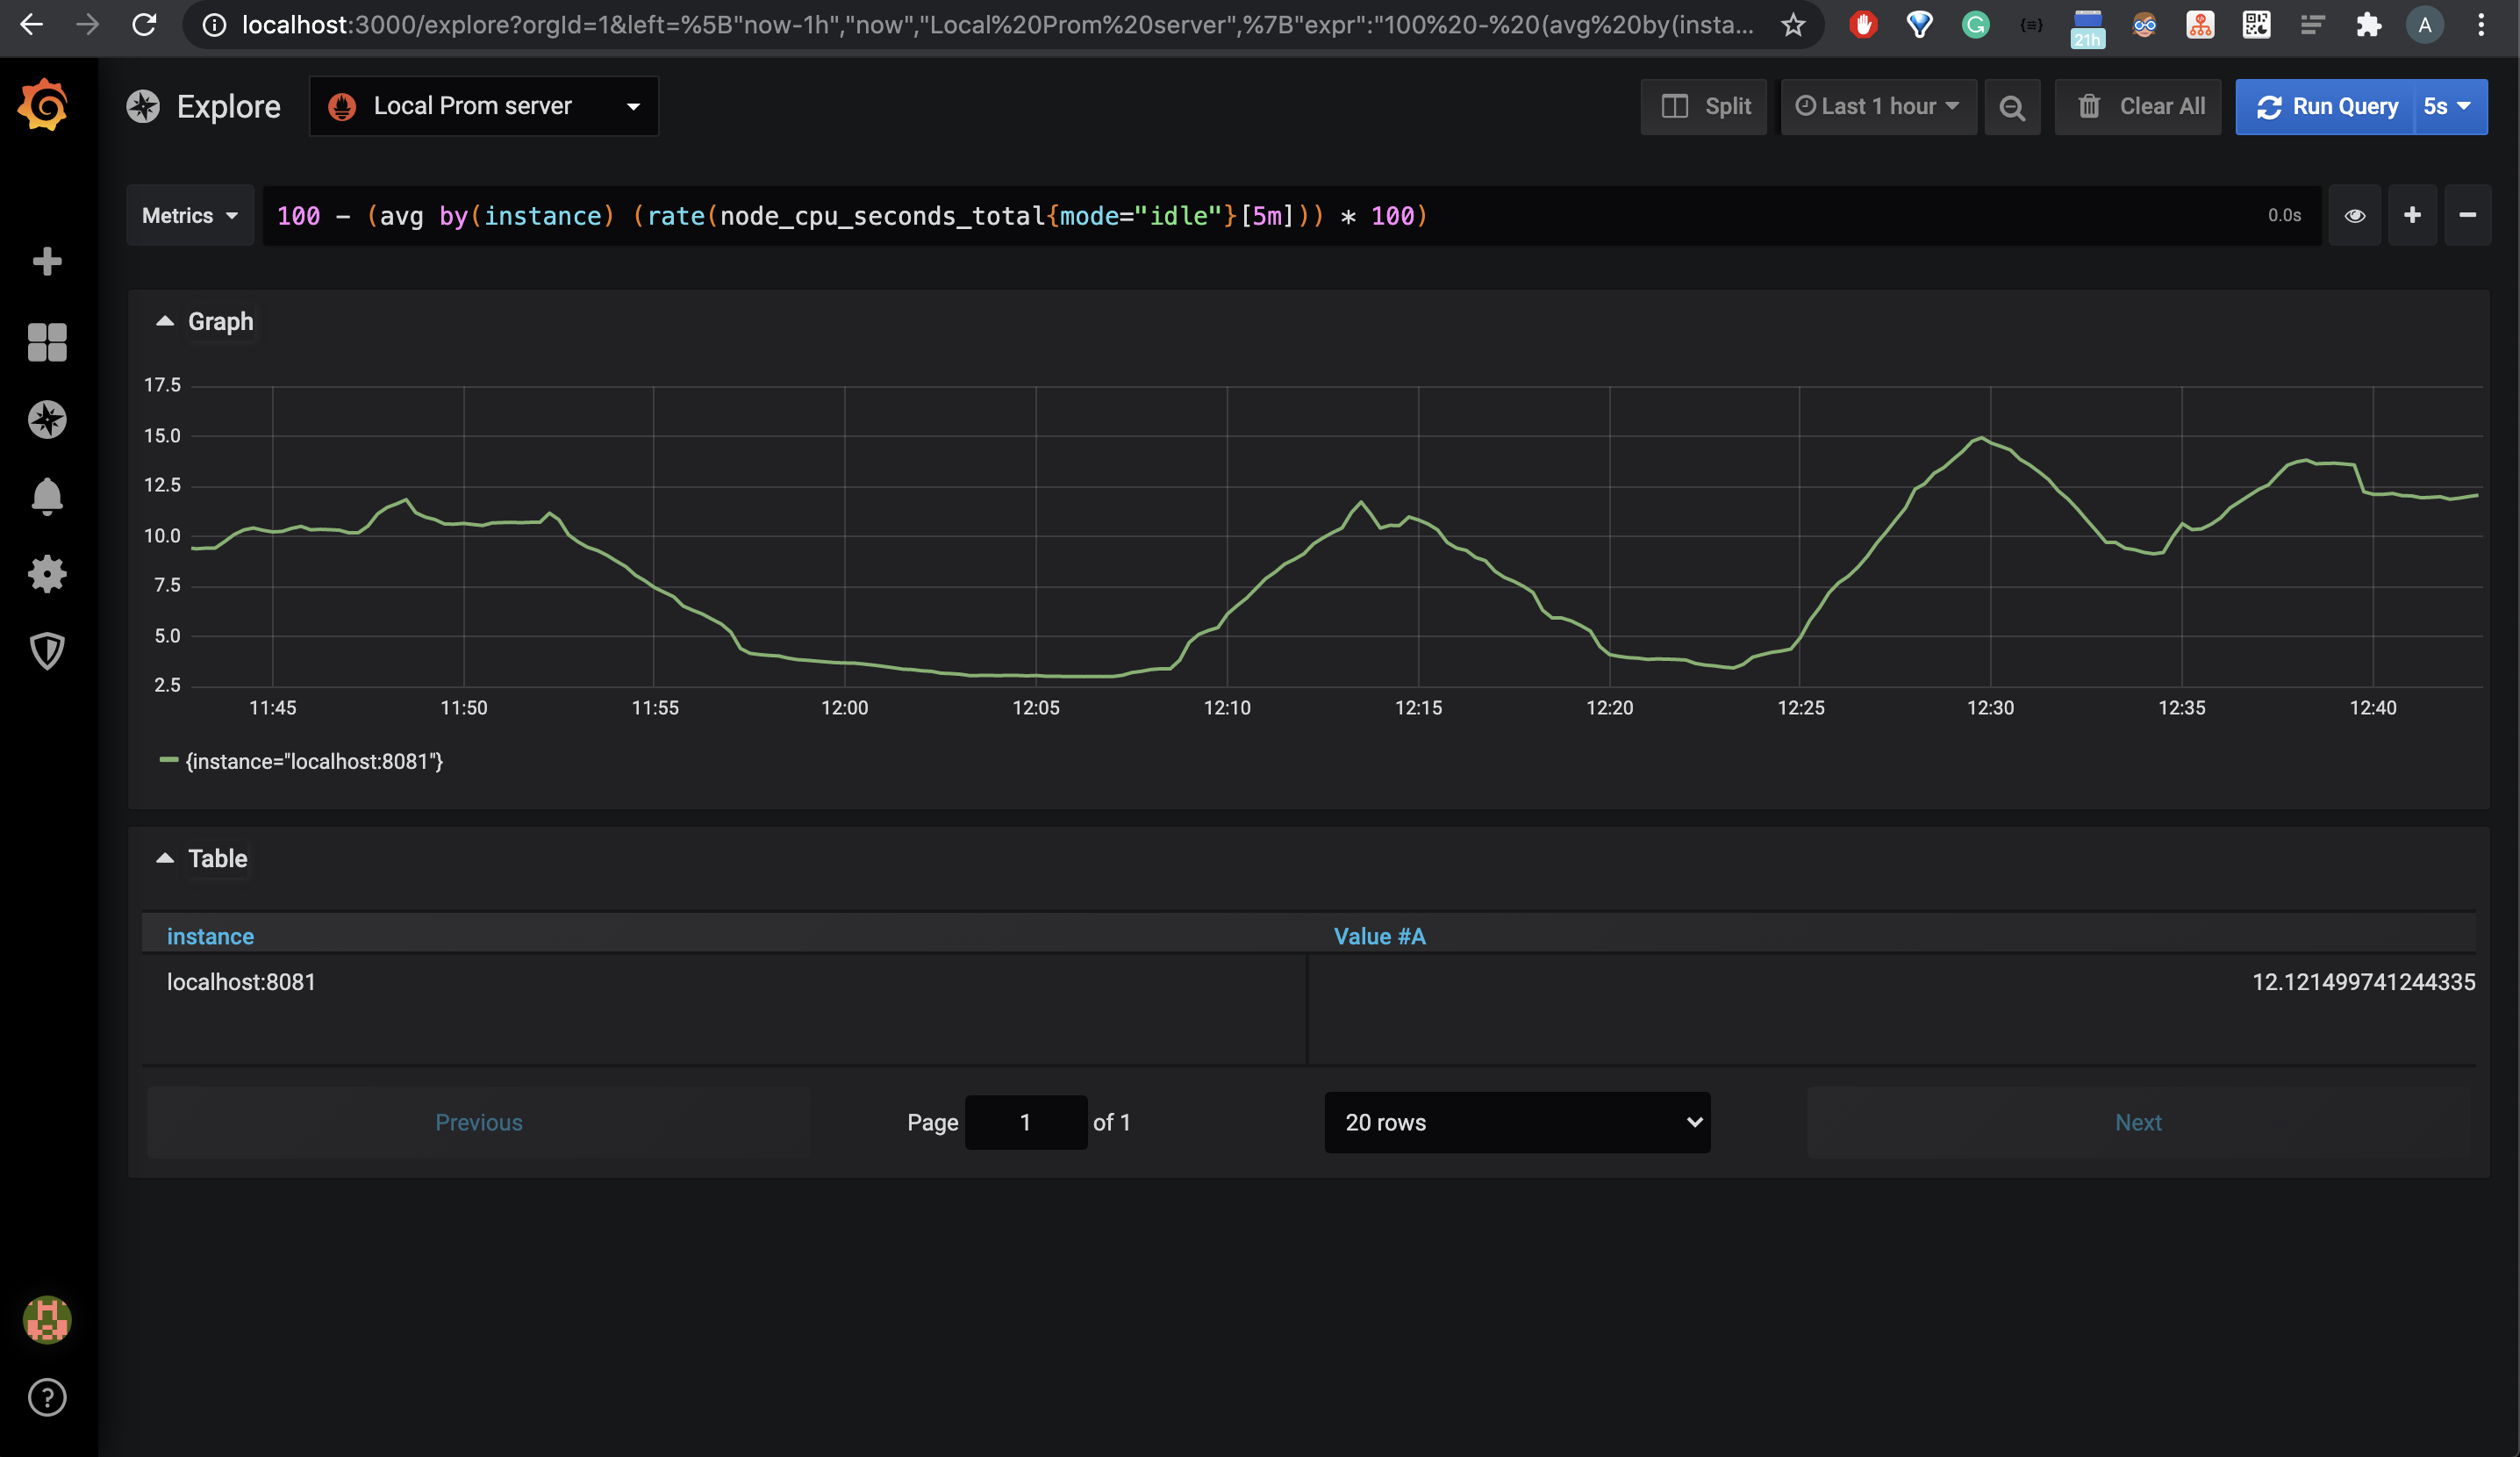 localhost:3000/explore?orgId=1&left=%5B"now-1h","now","Local%20Prom%20server",%7B"expr":"100%20-%20(avg%20by(insta...
21h
A
Explore
Local Prom server
Split
Last 1 hour
Clear All
Run Query
5s
Metrics
100 - (avg by(instance) (rate(node_cpu_seconds_total{mode="idle"}[5m])) * 100)
0.0s
Graph
17.5
15.0
12.5
10.0
7.5
5.0
2.5
11:45 11:50 11:55 12:00 12:05 12:10 12:15 12:20 12:25 12:30 12:35 12:40
{instance="localhost:8081"}
Table
instance Value #A
localhost:8081 12.121499741244335
Previous Page 1 of 1 20 rows Next